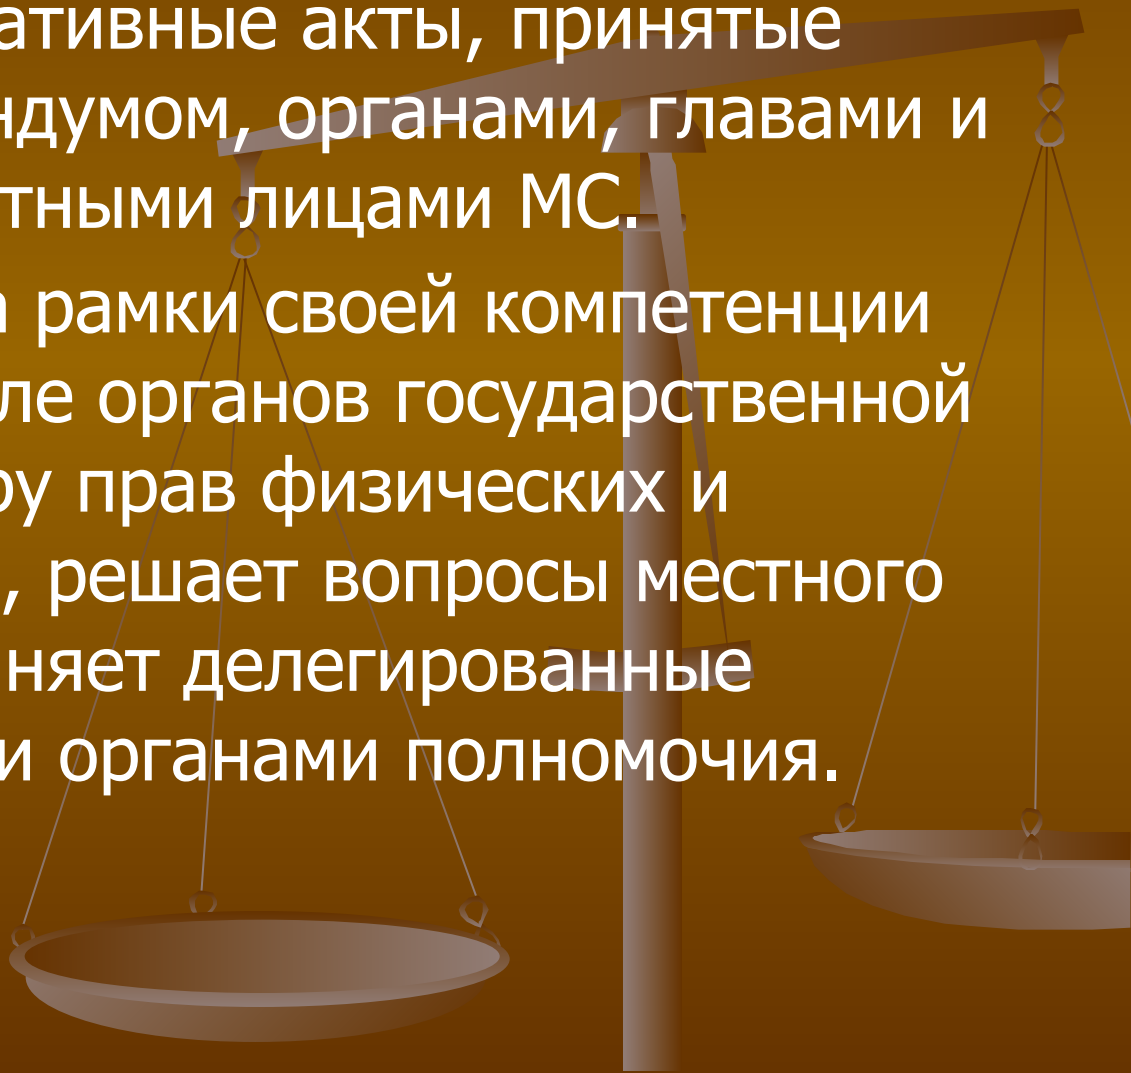 ативные акты, принятые
ндумом, органами, главами и
тными лицами МС.
а рамки своей компетенции
ле органов государственной
ру прав физических и
, решает вопросы местного
няет делегированные
и органами полномочия.